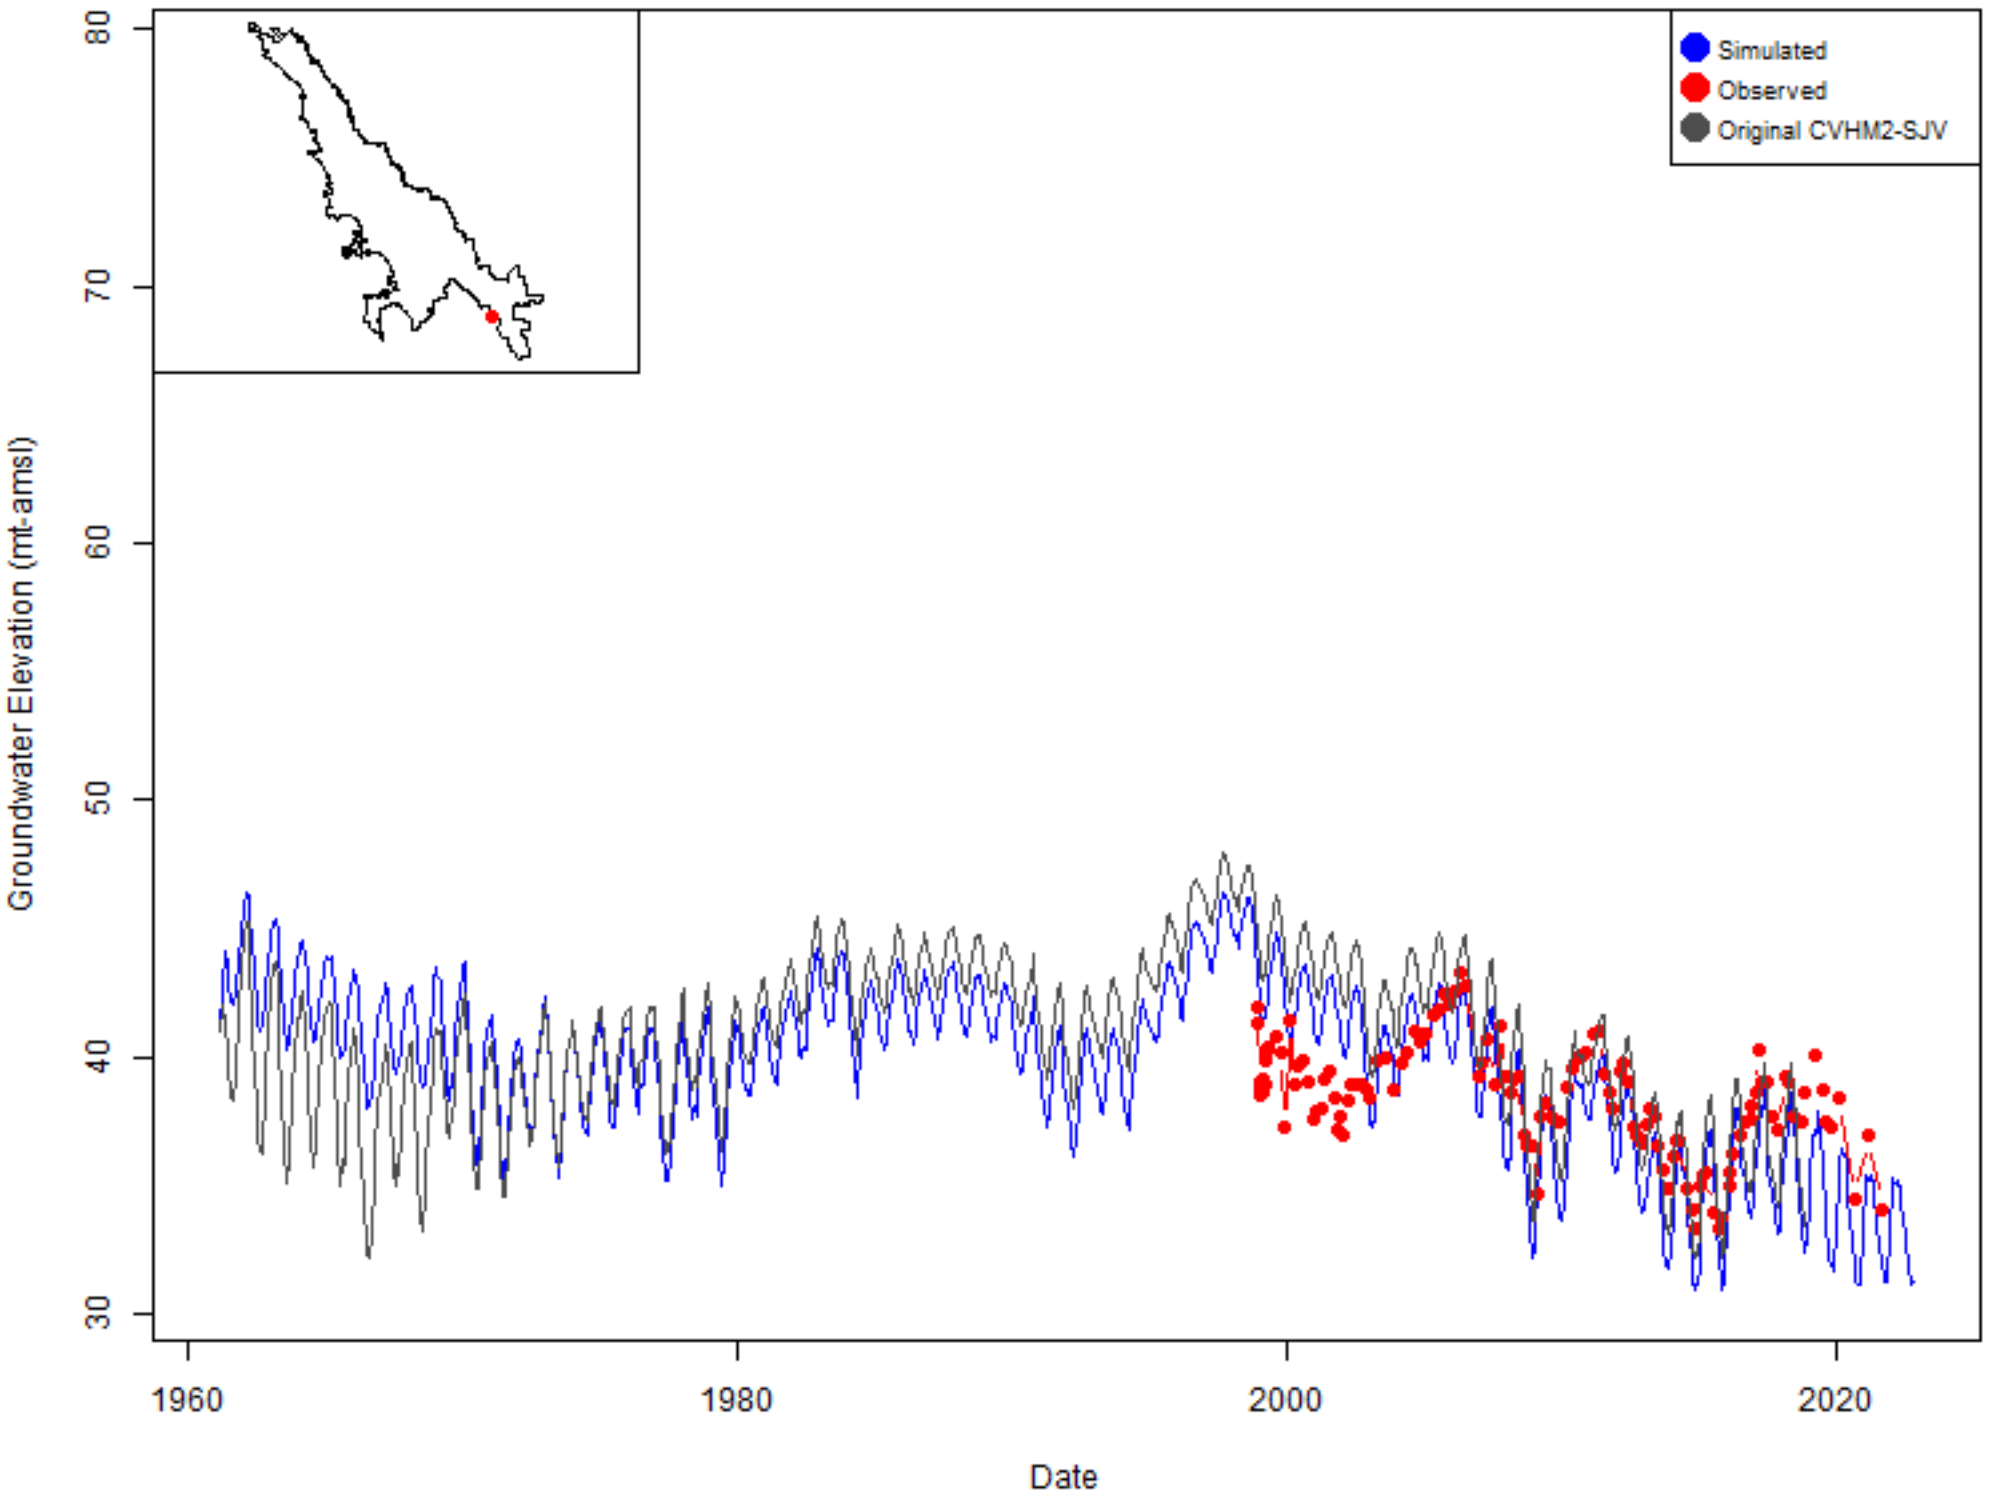 80
70
60
50
40
30
Groundwater Elevation (mt-amsl)
Simulated
Observed
Original CVHM2-SJV
1960
1980
2000
2020
Date